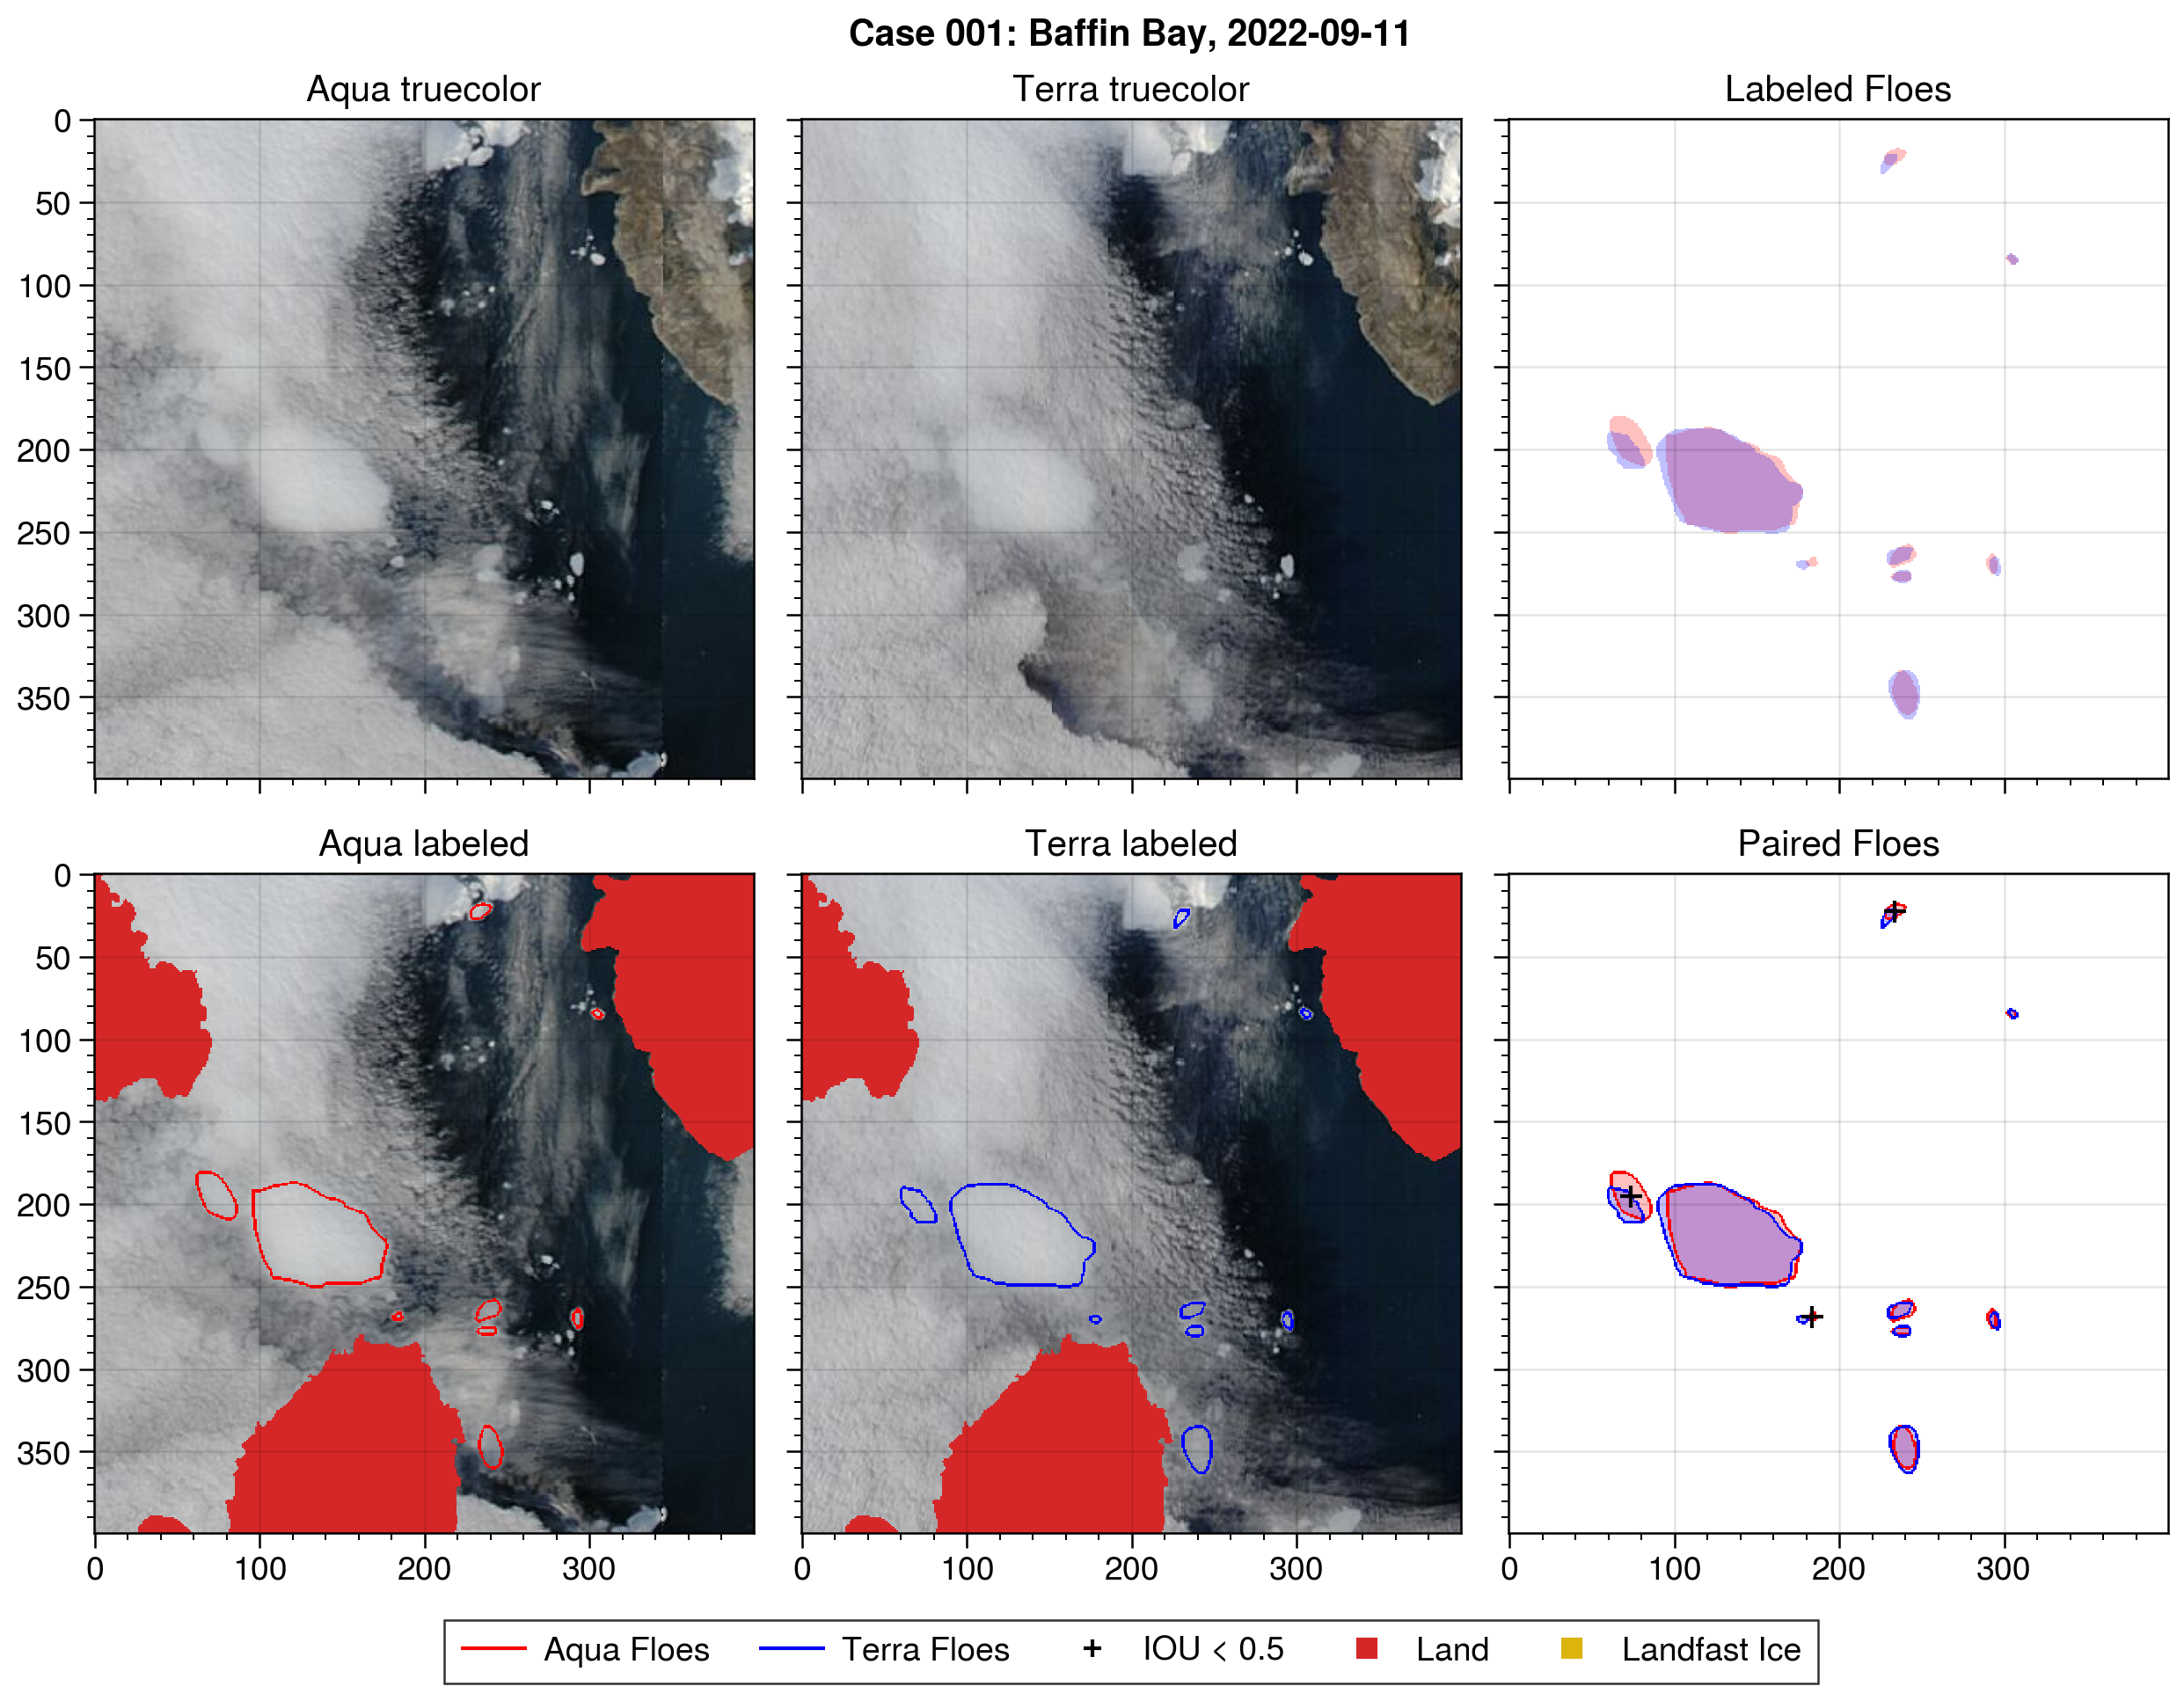 Case 001: Baffin Bay, 2022-09-11
Aqua truecolor
Terra truecolor
Labeled Floes
0
50
100
150
200
250
300
350
Aqua labeled
Terra labeled
Paired Floes
0
50
100
150
200
250
300
350
0 100 200 300
0 100 200 300
0 100 200 300
Aqua Floes
Terra Floes
+ IOU < 0.5
Land
Landfast Ice